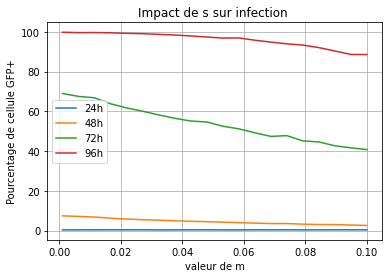 Impact de s sur infection
Pourcentage de cellule GFP+
100
80
60
40
20
0
24h
48h
72h
96h
0.00
0.02
0.04
0.06
0.08
0.10
valeur de m